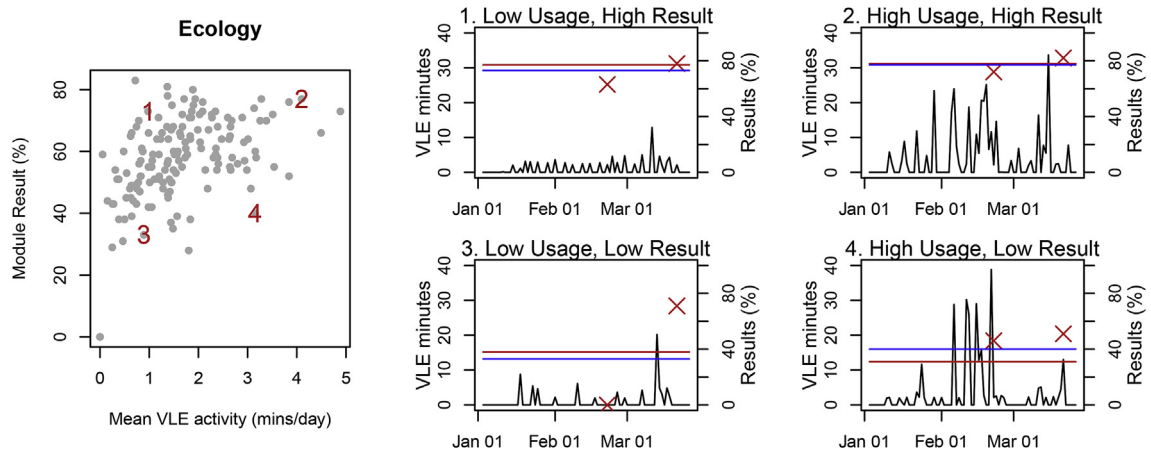 Ecology
Module Result (%)
80
60
40
20
0
1
2
3
4
0 1 2 3 4 5
Mean VLE activity (mins/day)
1. Low Usage, High Result
VLE minutes
40
30
20
10
0
80
40
0
Results (%)
Jan 01 Feb 01 Mar 01
2. High Usage, High Result
VLE minutes
40
30
20
10
0
80
40
0
Results (%)
Jan 01 Feb 01 Mar 01
3. Low Usage, Low Result
VLE minutes
40
30
20
10
0
80
40
0
Results (%)
Jan 01 Feb 01 Mar 01
4. High Usage, Low Result
VLE minutes
40
30
20
10
0
80
40
0
Results (%)
Jan 01 Feb 01 Mar 01